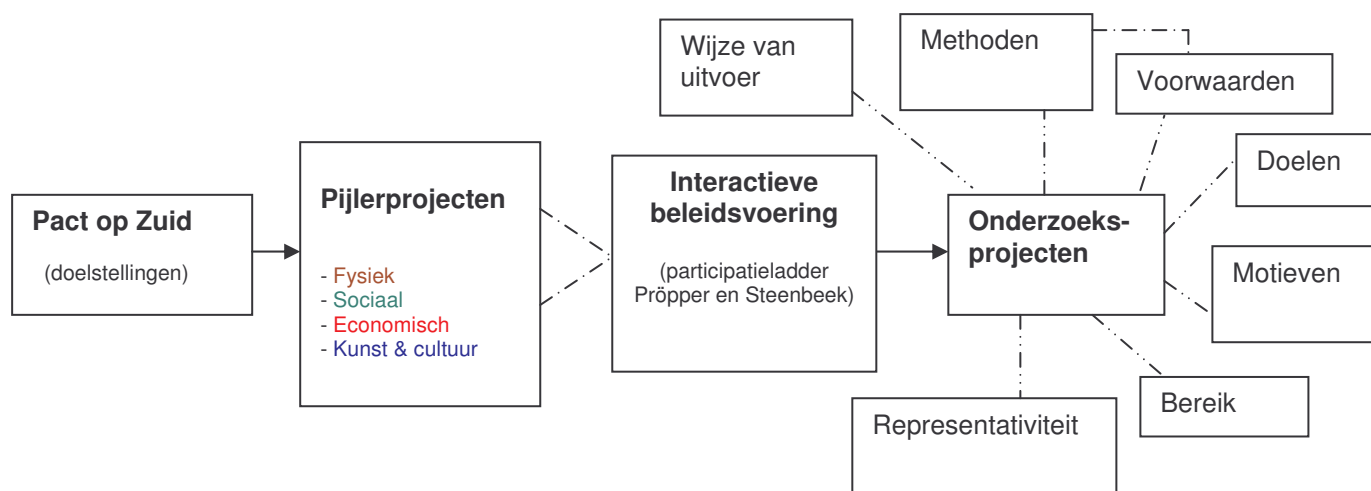 Pact op Zuid
(doelstellingen)
Pijlerprojecten
- Fysiek
- Sociaal
- Economisch
- Kunst & cultuur
Interactieve
beleidsvoering
(participatieladder
Pröpper en Steenbeek)
Onderzoeks-
projecten
Wijze van
uitvoer
Methoden
Voorwaarden
Doelen
Motieven
Bereik
Representativiteit